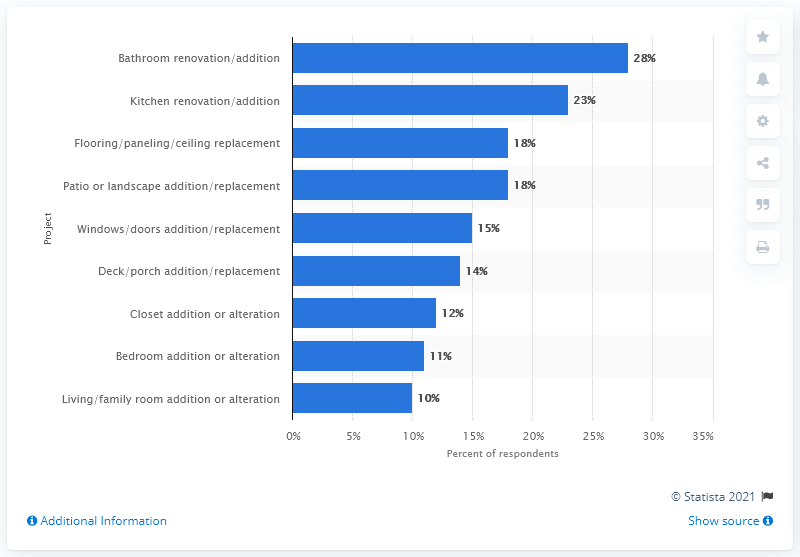 Bathroom renovation/addition 28%
Kitchen renovation/addition 23%
Flooring/paneling/ceiling replacement 18%
Patio or landscape addition/replacement 18%
Project
Windows/doors addition/replacement 15%
Deck/porch addition/replacement 14%
Closet addition or alteration 12%
Bedroom addition or alteration 11%
Living/family room addition or alteration 10%
0% 5% 10% 15% 20% 25% 30% 35%
Percent of respondents
© Statista 2021
Additional Information Show source